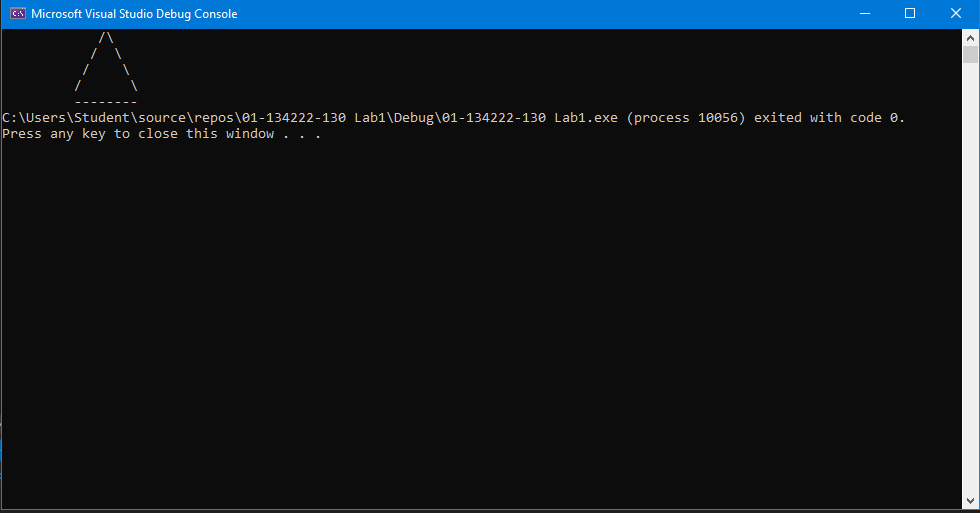 Microsoft Visual Studio Debug Console
            /\
           /  \
          /    \
         /      \
         --------
C:\Users\Student\source\repos\01-134222-130 Lab1\Debug\01-134222-130 Lab1.exe (process 10056) exited with code 0.
Press any key to close this window . . .